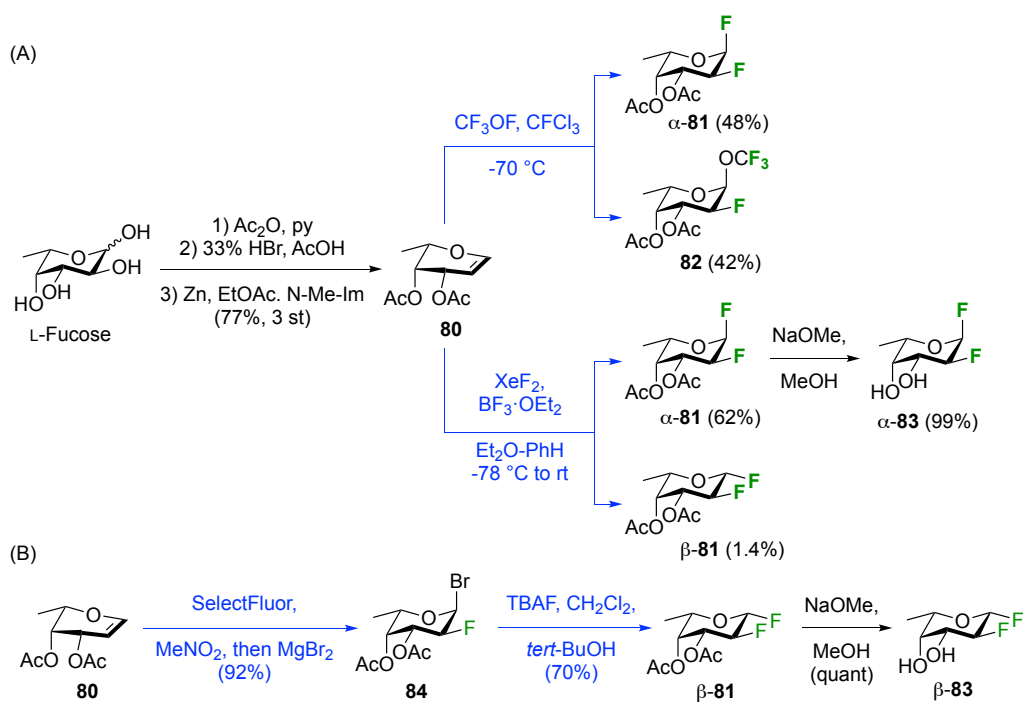 (A)
F
O
F
AcO
OAc
α-81 (48%)
CF3OF, CFCl3
-70 °C
OCF3
O
F
AcO
OAc
82 (42%)
O
OH
OH
HO
OH
L-Fucose
1) Ac2O, py
2) 33% HBr, AcOH
3) Zn, EtOAc. N-Me-Im
(77%, 3 st)
O
AcO
OAc
80
XeF2,
BF3·OEt2
Et2O-PhH
-78 °C to rt
F
O
F
AcO
OAc
α-81 (62%)
NaOMe,
MeOH
F
O
F
HO
OH
α-83 (99%)
O
F
F
AcO
OAc
β-81 (1.4%)
(B)
O
AcO
OAc
80
SelectFluor,
MeNO2, then MgBr2
(92%)
Br
O
F
AcO
OAc
84
TBAF, CH2Cl2,
tert-BuOH
(70%)
O
F
F
AcO
OAc
β-81
NaOMe,
MeOH
(quant)
O
F
F
HO
OH
β-83